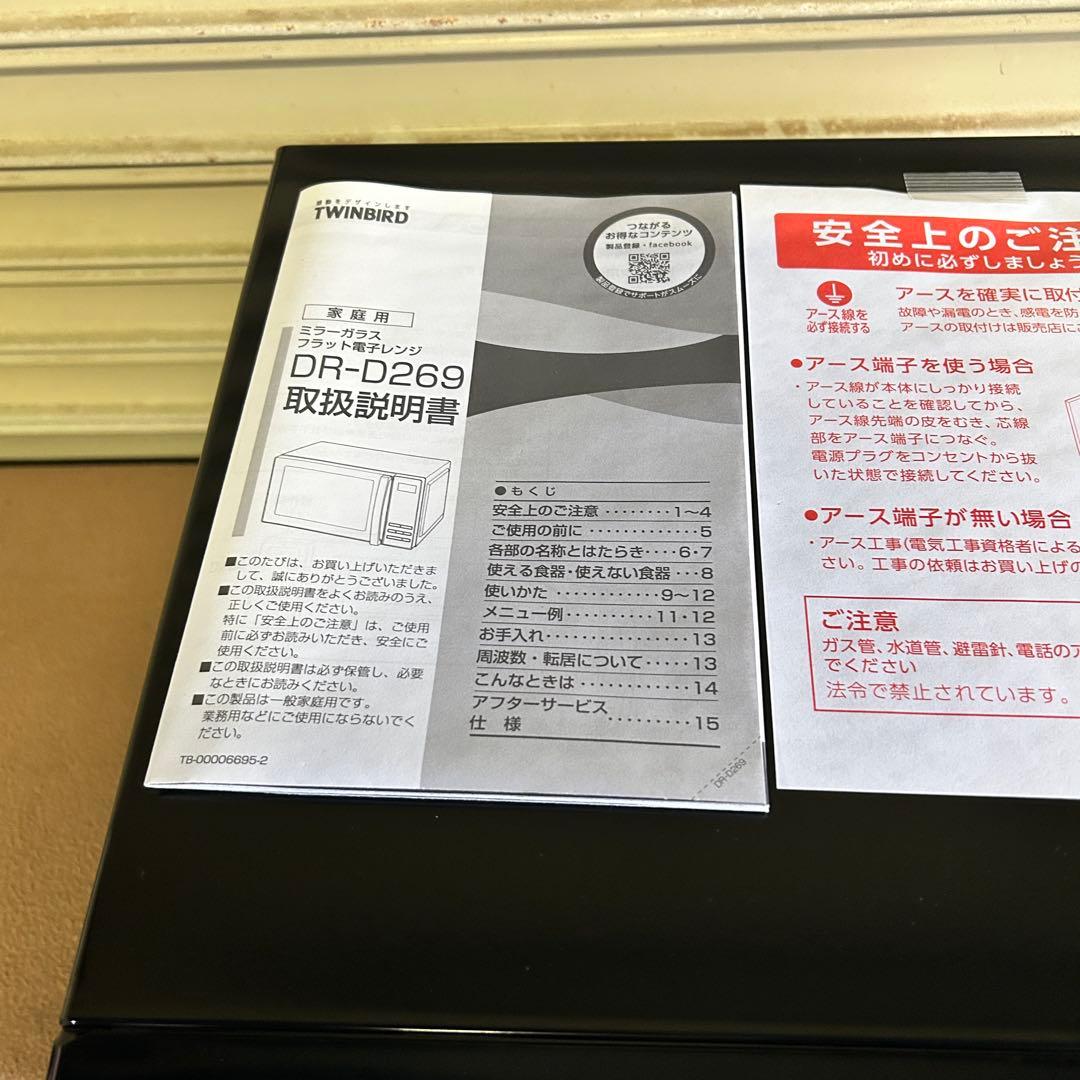 感動をデザインします
TWINBIRD
つながる
お得なコンテンツ
製品登録・facebook
製品登録でサポートがスムーズに
家庭用
ミラーガラス
フラット電子レンジ
DR-D269
取扱説明書
■このたびは、お買い上げいただきま
して、誠にありがとうございました。
■この取扱説明書をよくお読みのうえ、
正しくご使用ください。
特に「安全上のご注意」は、ご使用
前に必ずお読みいただき、安全にご
使用ください。
■この取扱説明書は必ず保管し、必要
なときにお読みください。
■この製品は一般家庭用です。
業務用などにご使用にならないでく
ださい。
TB-00006695-2
●もくじ
安全上のご注意・・・・・・・・1～4
ご使用の前に・・・・・・・・・・・5
各部の名称とはたらき・・・・6・7
使える食器・使えない食器・・・8
使いかた・・・・・・・・・・・・9～12
メニュー例・・・・・・・・・・11・12
お手入れ・・・・・・・・・・・・・・・13
周波数・転居について・・・・・13
こんなときは・・・・・・・・・・・14
アフターサービス
仕様・・・・・・・・・15
DR-D269
安全上のご注
初めに必ずしましょう
アース線を
必ず接続する
アースを確実に取付
故障や漏電のとき、感電を防
アースの取付けは販売店に
●アース端子を使う場合
・アース線が本体にしっかり接続
していることを確認してから、
アース線先端の皮をむき、芯線
部をアース端子につなぐ。
電源プラグをコンセントから抜
いた状態で接続してください。
●アース端子が無い場合
・アース工事(電気工事資格者による
さい。工事の依頼はお買い上げの
ご注意
ガス管、水道管、避雷針、電話のア
でください
法令で禁止されています。